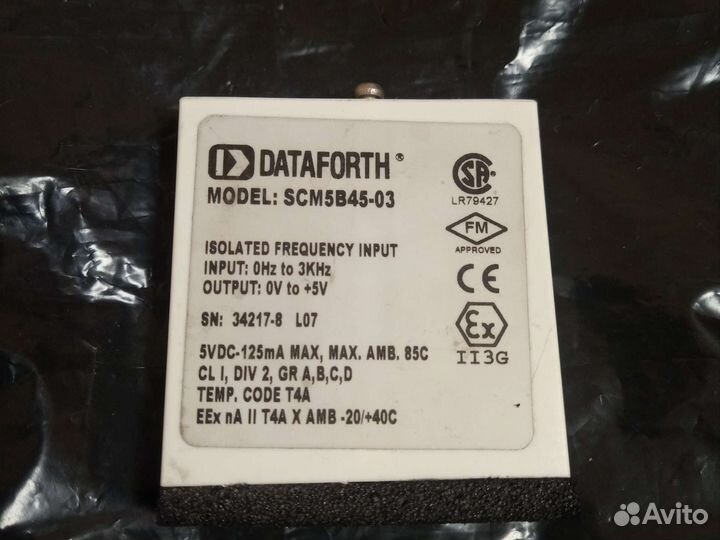 DATAFORTH®
MODEL: SCM5B45-03
ISOLATED FREQUENCY INPUT
INPUT: 0Hz to 3KHz
OUTPUT: 0V to +5V
SN: 34217-8 L07
5VDC-125mA MAX, MAX. AMB. 85C
CL I, DIV 2, GR A,B,C,D
TEMP. CODE T4A
EEx nA II T4A X AMB -20/+40C
SA
LR79427
FM
APPROVED
CE
Ex
II3G
Avito